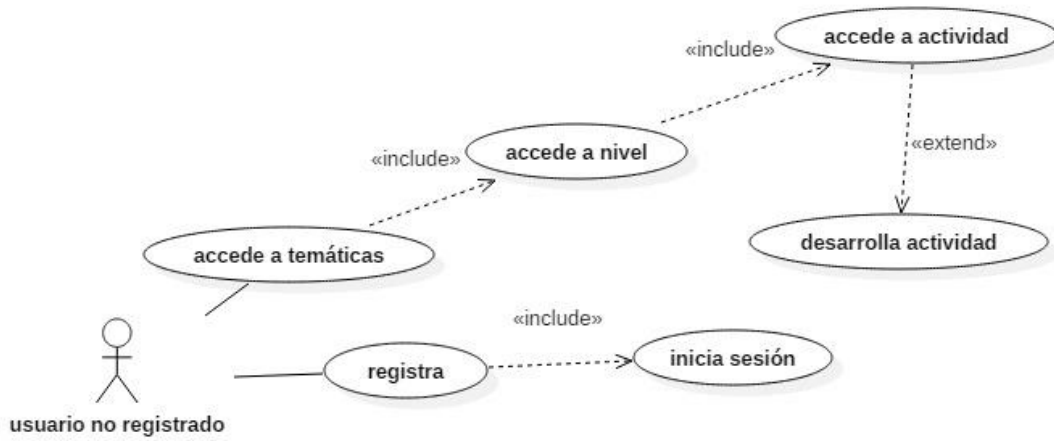 accede a actividad
«include»
accede a nivel
«include»
«extend»
desarrolla actividad
accede a temáticas
«include»
inicia sesión
registra
usuario no registrado